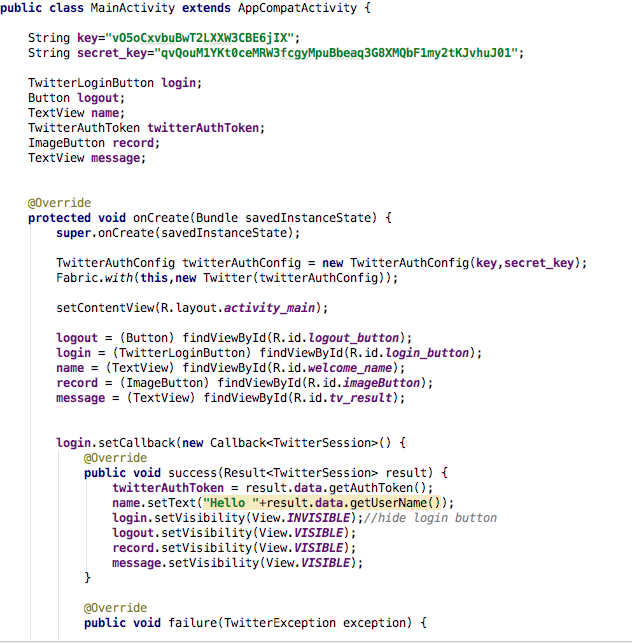 public class MainActivity extends AppCompatActivity {
String key="vO5oCxvbuBwT2LXXW3CBE6jIX";
String secret_key="qvQouM1YKt0ceMRW3fcgyMpuBbeaq3G8XMQbF1my2tKJvhuJ01";
TwitterLoginButton login;
Button logout;
TextView name;
TwitterAuthToken twitterAuthToken;
ImageButton record;
TextView message;
@Override
protected void onCreate(Bundle savedInstanceState) {
super.onCreate(savedInstanceState);
TwitterAuthConfig twitterAuthConfig = new TwitterAuthConfig(key,secret_key);
Fabric.with(this,new Twitter(twitterAuthConfig));
setContentView(R.layout.activity_main);
logout = (Button) findViewById(R.id.logout_button);
login = (TwitterLoginButton) findViewById(R.id.login_button);
name = (TextView) findViewById(R.id.welcome_name);
record = (ImageButton) findViewById(R.id.imageButton);
message = (TextView) findViewById(R.id.tv_result);
login.setCallback(new Callback<TwitterSession>() {
@Override
public void success(Result<TwitterSession> result) {
twitterAuthToken = result.data.getAuthToken();
name.setText("Hello "+result.data.getUserName());
login.setVisibility(View.INVISIBLE);//hide login button
logout.setVisibility(View.VISIBLE);
record.setVisibility(View.VISIBLE);
message.setVisibility(View.VISIBLE);
}
@Override
public void failure(TwitterException exception) {